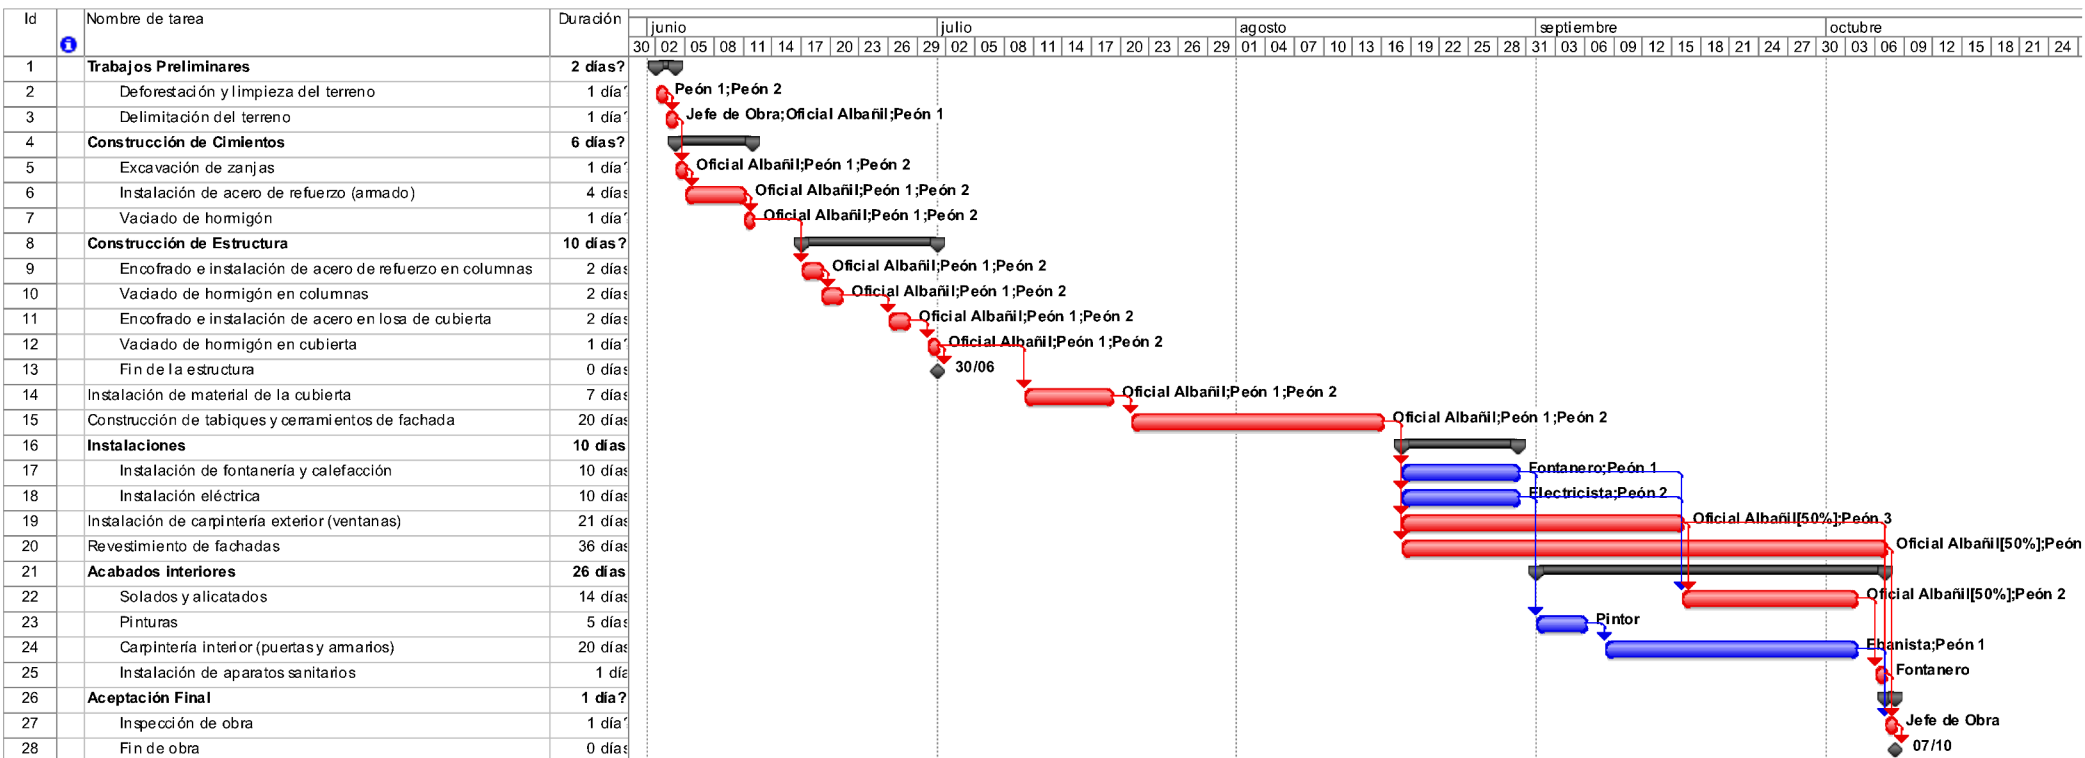 Id Nombre de tarea Duración
junio julio agosto septiembre octubre
30 02 05 08 11 14 17 20 23 26 29 02 05 08 11 14 17 20 23 26 29 01 04 07 10 13 16 19 22 25 28 31 03 06 09 12 15 18 21 24 27 30 03 06 09 12 15 18 21 24
1 Trabajos Preliminares 2 días?
2 Deforestación y limpieza del terreno 1 día? Peón 1;Peón 2
3 Delimitación del terreno 1 día? Jefe de Obra;Oficial Albañil;Peón 1
4 Construcción de Cimientos 6 días?
5 Excavación de zanjas 1 día? Oficial Albañil;Peón 1;Peón 2
6 Instalación de acero de refuerzo (armado) 4 días Oficial Albañil;Peón 1;Peón 2
7 Vaciado de hormigón 1 día? Oficial Albañil;Peón 1;Peón 2
8 Construcción de Estructura 10 días?
9 Encofrado e instalación de acero de refuerzo en columnas 2 días Oficial Albañil;Peón 1;Peón 2
10 Vaciado de hormigón en columnas 2 días Oficial Albañil;Peón 1;Peón 2
11 Encofrado e instalación de acero en losa de cubierta 2 días Oficial Albañil;Peón 1;Peón 2
12 Vaciado de hormigón en cubierta 1 día? Oficial Albañil;Peón 1;Peón 2
13 Fin de la estructura 0 días 30/06
14 Instalación de material de la cubierta 7 días Oficial Albañil;Peón 1;Peón 2
15 Construcción de tabiques y cerramientos de fachada 20 días Oficial Albañil;Peón 1;Peón 2
16 Instalaciones 10 días
17 Instalación de fontanería y calefacción 10 días Fontanero;Peón 1
18 Instalación eléctrica 10 días Electricista;Peón 2
19 Instalación de carpintería exterior (ventanas) 21 días Oficial Albañil[50%];Peón 3
20 Revestimiento de fachadas 36 días Oficial Albañil[50%];Peón
21 Acabados interiores 26 días
22 Solados y alicatados 14 días Oficial Albañil[50%];Peón 2
23 Pinturas 5 días Pintor
24 Carpintería interior (puertas y armarios) 20 días Ebanista;Peón 1
25 Instalación de aparatos sanitarios 1 día Fontanero
26 Aceptación Final 1 día?
27 Inspección de obra 1 día? Jefe de Obra
28 Fin de obra 0 días 07/10